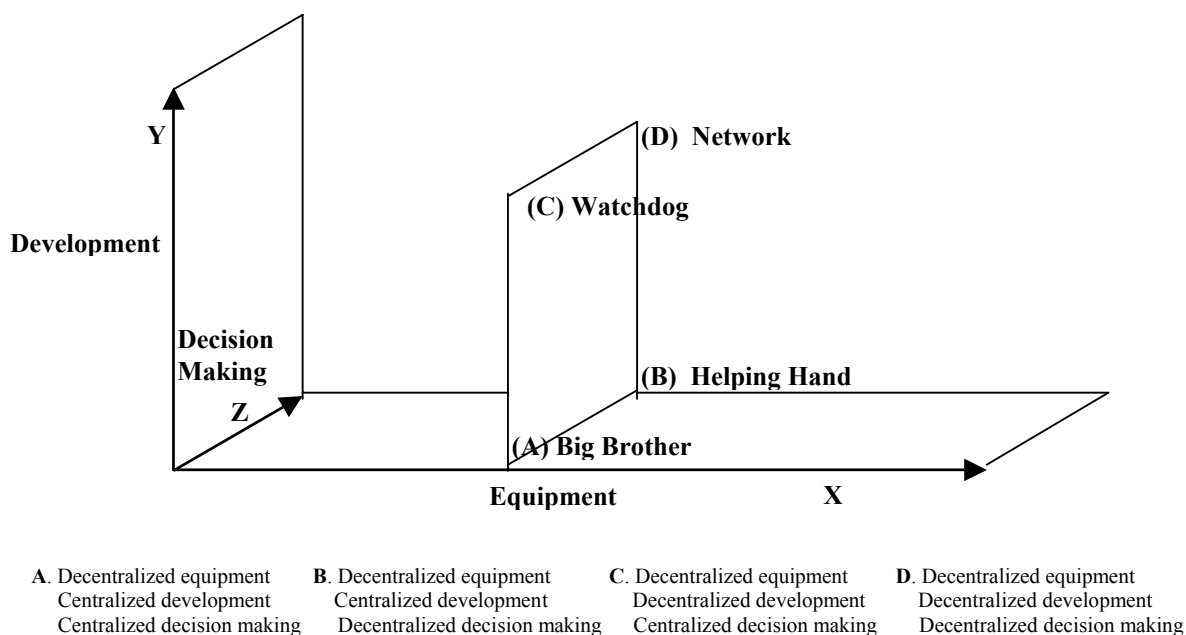 Y
(D) Network
(C) Watchdog
Development
Decision
Making
(B) Helping Hand
Z
(A) Big Brother
Equipment
X
A. Decentralized equipment
Centralized development
Centralized decision making
B. Decentralized equipment
Centralized development
Decentralized decision making
C. Decentralized equipment
Decentralized development
Centralized decision making
D. Decentralized equipment
Decentralized development
Decentralized decision making